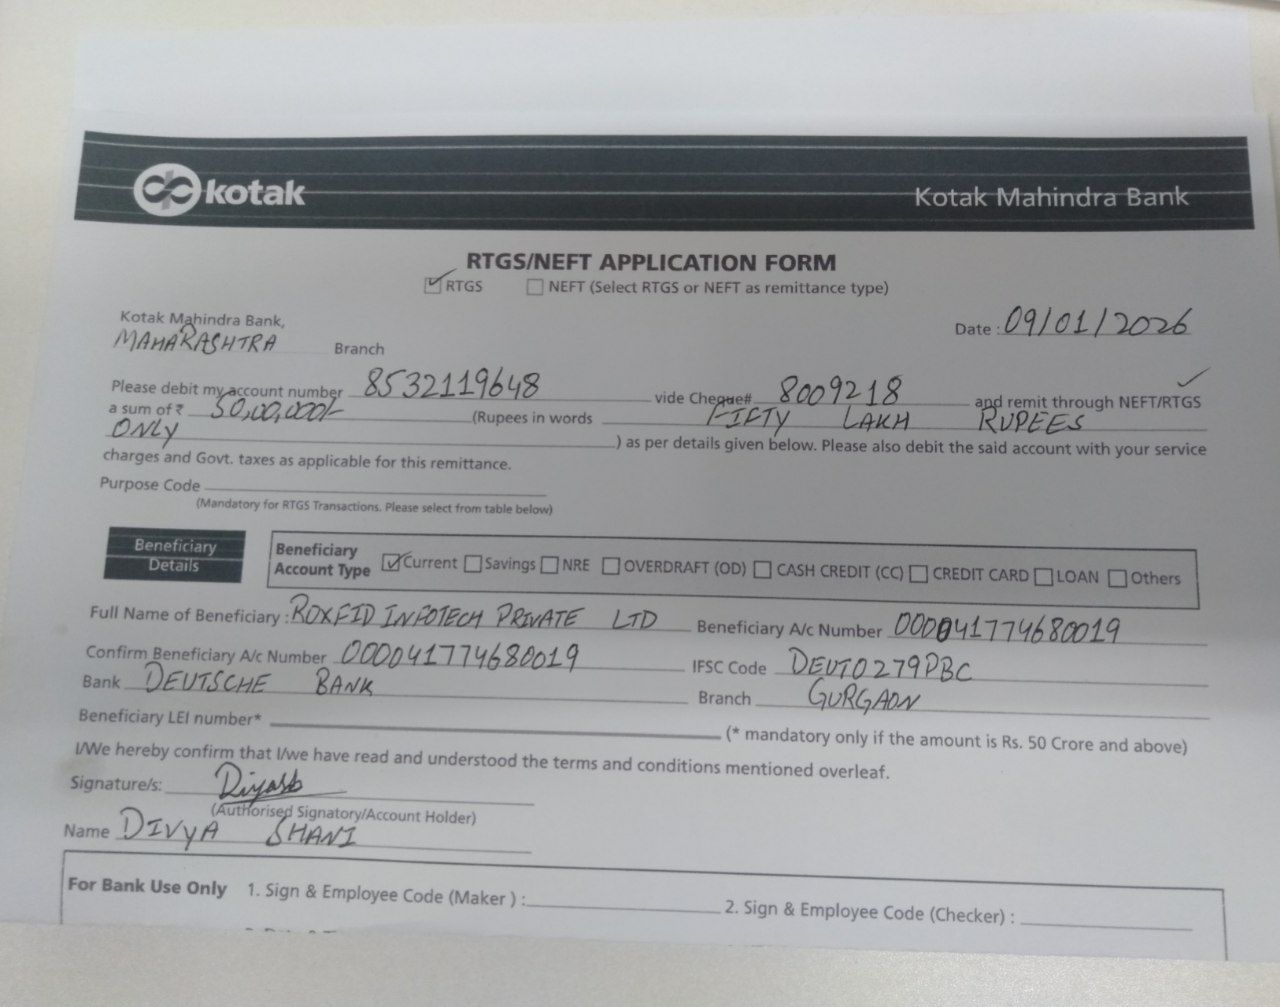 kotak
Kotak Mahindra Bank
RTGS/NEFT APPLICATION FORM
RTGS NEFT (Select RTGS or NEFT as remittance type)
Kotak Mahindra Bank,
MAHARASHTRA Branch
Date : 09/01/2026
Please debit my account number 8532119648 vide Cheque# 8009218 and remit through NEFT/RTGS
a sum of ₹ 50,00,000/- (Rupees in words FIFTY LAKH RUPEES
ONLY ) as per details given below. Please also debit the said account with your service
charges and Govt. taxes as applicable for this remittance.
Purpose Code
(Mandatory for RTGS Transactions. Please select from table below)
Beneficiary Details
Beneficiary Account Type Current Savings NRE OVERDRAFT (OD) CASH CREDIT (CC) CREDIT CARD LOAN Others
Full Name of Beneficiary : ROXFID INFOTECH PRIVATE LTD Beneficiary A/c Number 000041774680019
Confirm Beneficiary A/c Number 000041774680019 IFSC Code DEUT0279PBC
Bank DEUTSCHE BANK Branch GURGAON
Beneficiary LEI number* (* mandatory only if the amount is Rs. 50 Crore and above)
I/We hereby confirm that I/we have read and understood the terms and conditions mentioned overleaf.
Signature/s:
(Authorised Signatory/Account Holder)
Name DIVYA SHANI
For Bank Use Only 1. Sign & Employee Code (Maker ) : 2. Sign & Employee Code (Checker) :